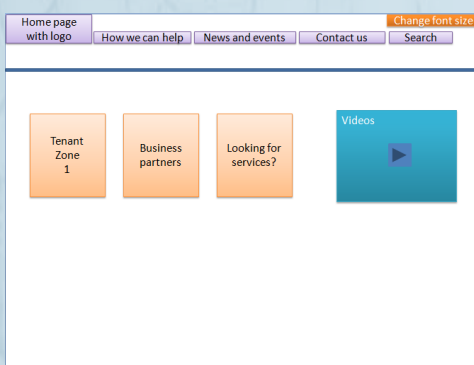 Home page
with logo
Change font size
How we can help
News and events
Contact us
Search
Tenant
Zone
1
Business
partners
Looking for
services?
Videos